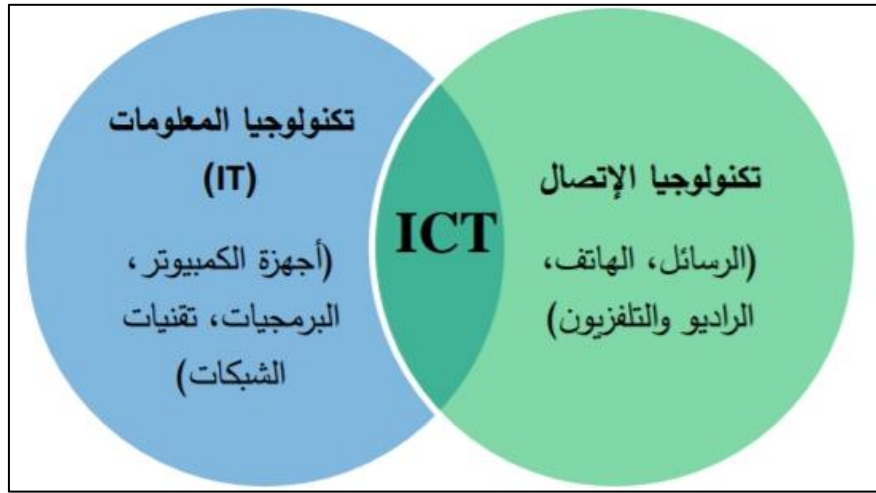 تكنولوجيا الإتصال
(الرسائل، الهاتف،
الراديو والتلفزيون)
ICT
تكنولوجيا المعلومات
(IT)
(أجهزة الكمبيوتر،
البرمجيات، تقنيات
الشبكات)